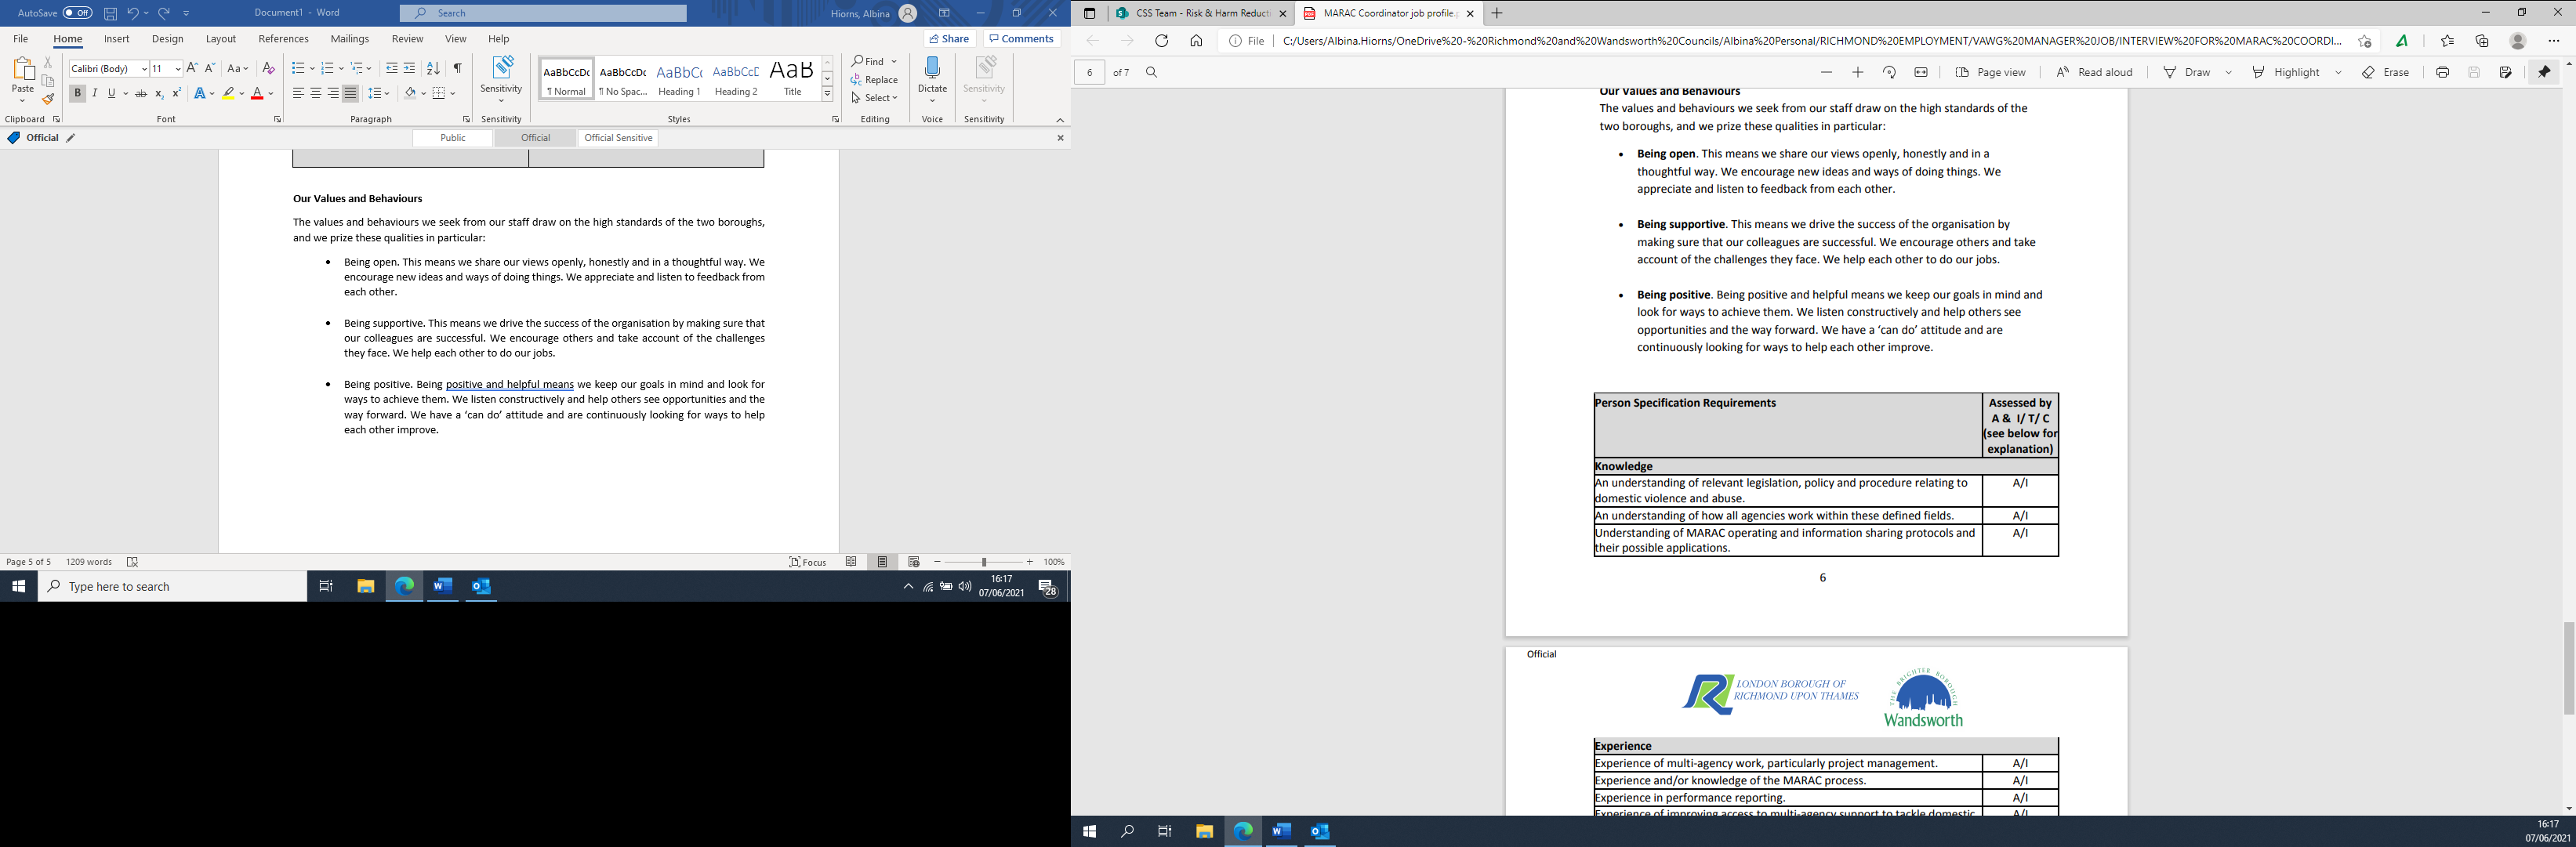 AutoSave Off
Document1 - Word
Search
Hiorns, Albina
File Home Insert Design Layout References Mailings Review View Help
Share Comments
Paste
Calibri (Body) 11
Aa
B I U ab x₂ x² A A
AaBbCcDc AaBbCcDc AaBbC AaBbCcC AaB
¶ Normal ¶ No Spac... Heading 1 Heading 2 Title
Find
Replace
Select
Dictate
Sensitivity
Sensitivity
Clipboard Font Paragraph Sensitivity Styles Editing Voice Sensitivity
Official
Public Official Official Sensitive
Our Values and Behaviours
The values and behaviours we seek from our staff draw on the high standards of the two boroughs,
and we prize these qualities in particular:
• Being open. This means we share our views openly, honestly and in a thoughtful way. We
encourage new ideas and ways of doing things. We appreciate and listen to feedback from
each other.
• Being supportive. This means we drive the success of the organisation by making sure that
our colleagues are successful. We encourage others and take account of the challenges
they face. We help each other to do our jobs.
• Being positive. Being positive and helpful means we keep our goals in mind and look for
ways to achieve them. We listen constructively and help others see opportunities and the
way forward. We have a ‘can do’ attitude and are continuously looking for ways to help
each other improve.
Page 5 of 5 1209 words
Focus
100%
Type here to search
16:17
07/06/2021
28
CSS Team - Risk & Harm Reducti
MARAC Coordinator job profile.p
File C:/Users/Albina.Hiorns/OneDrive%20-%20Richmond%20and%20Wandsworth%20Councils/Albina%20Personal/RICHMOND%20EMPLOYMENT/VAWG%20MANAGER%20JOB/INTERVIEW%20FOR%20MARAC%20COORDI...
6 of 7
Page view Read aloud Draw Highlight Erase
Our Values and Behaviours
The values and behaviours we seek from our staff draw on the high standards of the
two boroughs, and we prize these qualities in particular:
• Being open. This means we share our views openly, honestly and in a
thoughtful way. We encourage new ideas and ways of doing things. We
appreciate and listen to feedback from each other.
• Being supportive. This means we drive the success of the organisation by
making sure that our colleagues are successful. We encourage others and take
account of the challenges they face. We help each other to do our jobs.
• Being positive. Being positive and helpful means we keep our goals in mind and
look for ways to achieve them. We listen constructively and help others see
opportunities and the way forward. We have a ‘can do’ attitude and are
continuously looking for ways to help each other improve.
Person Specification Requirements
Assessed by
A & I/ T/ C
(see below for
explanation)
Knowledge
An understanding of relevant legislation, policy and procedure relating to
domestic violence and abuse.
A/I
An understanding of how all agencies work within these defined fields. A/I
Understanding of MARAC operating and information sharing protocols and
their possible applications.
A/I
6
Official
LONDON BOROUGH OF
RICHMOND UPON THAMES
THE BRIGHTER BOROUGH
Wandsworth
Experience
Experience of multi-agency work, particularly project management. A/I
Experience and/or knowledge of the MARAC process. A/I
Experience in performance reporting. A/I
Experience of improving access to multi-agency support to tackle domestic A/I
16:17
07/06/2021